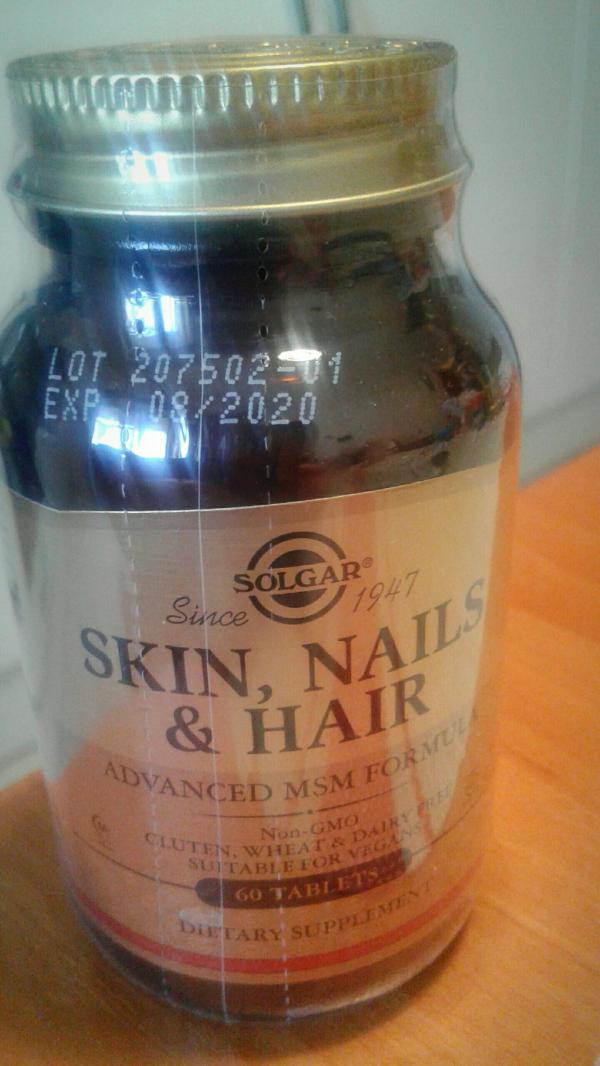 LOT 207502-01
EXP 08/2020
SOLGAR®
Since 1947
SKIN, NAILS
& HAIR
ADVANCED MSM FORMULA
Non-GMO
GLUTEN, WHEAT & DAIRY FREE
SUITABLE FOR VEGANS
60 TABLETS
DIETARY SUPPLEMENT